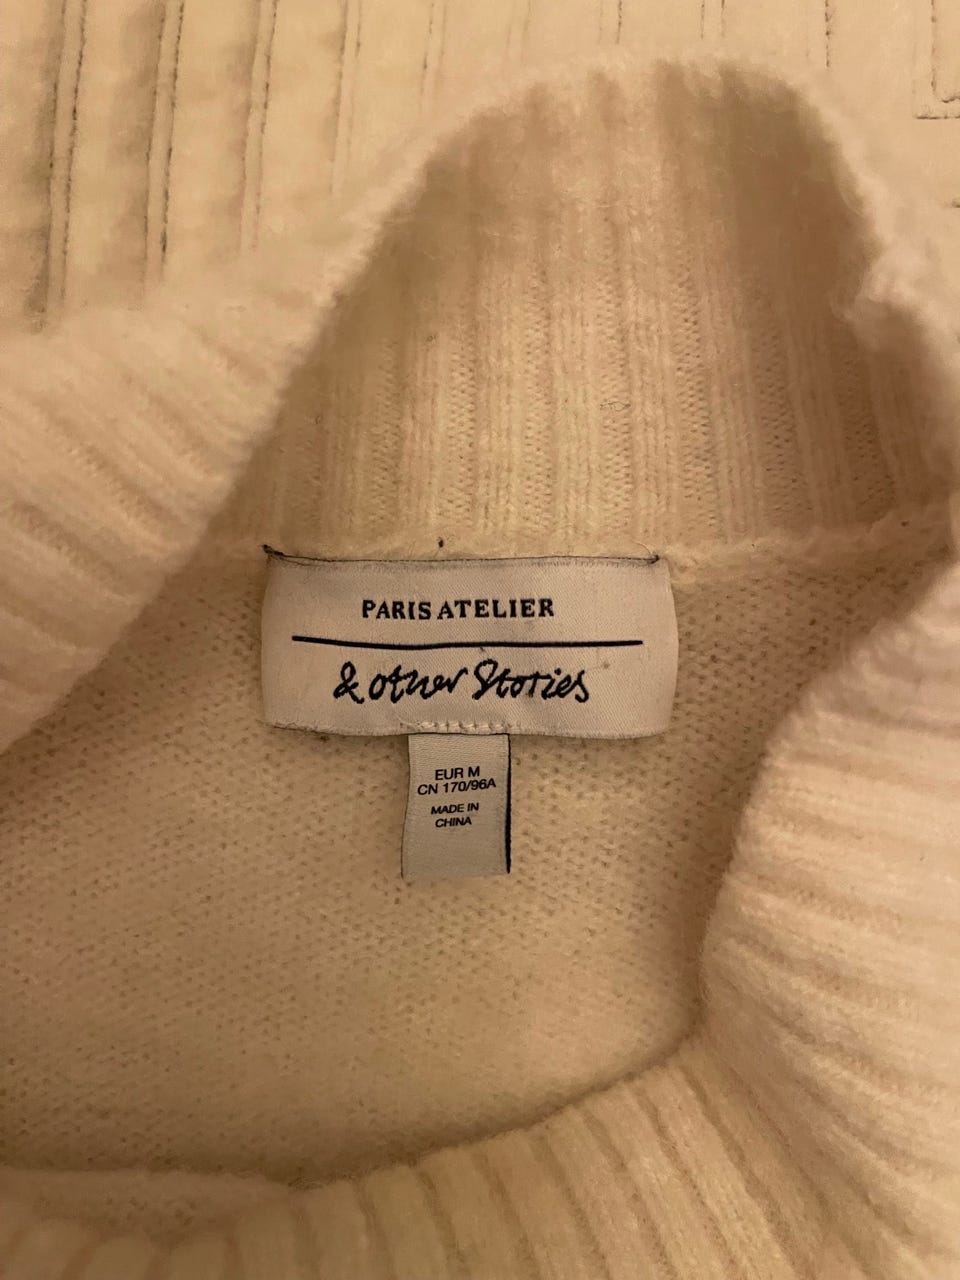 PARIS ATELIER
& other Stories
EUR M
CN 170/96A
MADE IN
CHINA